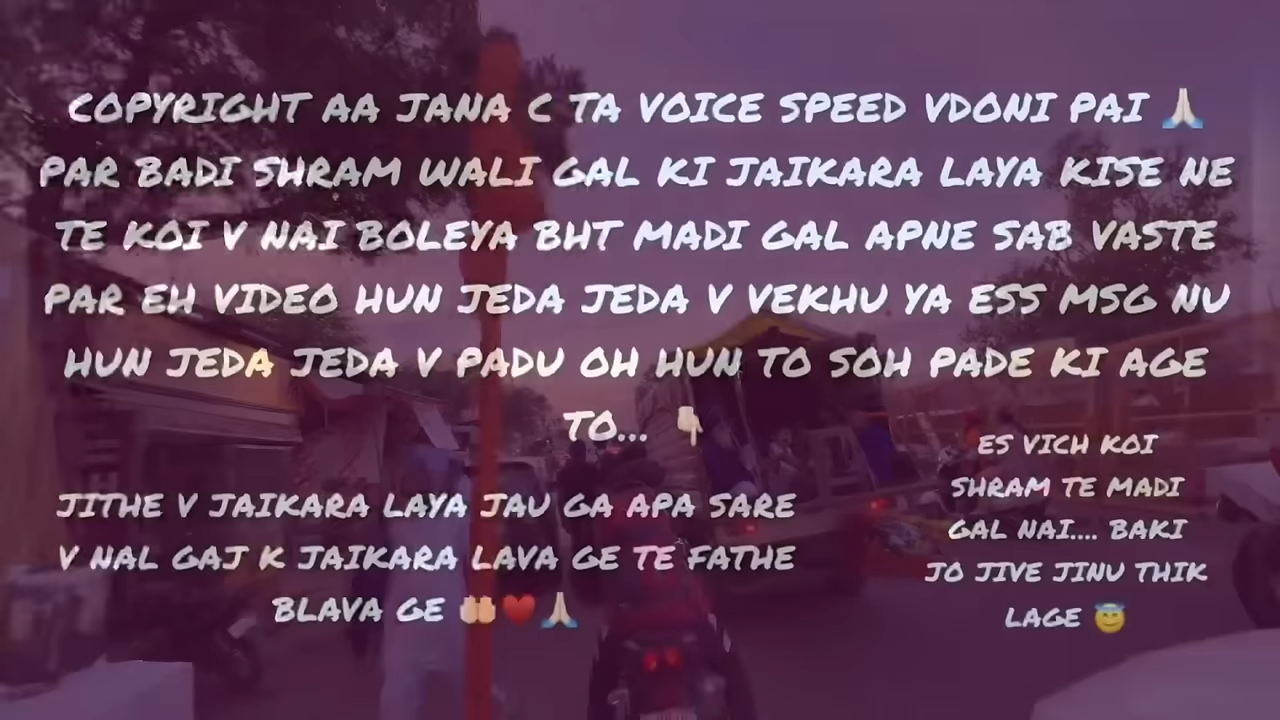 COPYRIGHT AA JANA C TA VOICE SPEED VDONI PAI 🙏🏻
PAR BADI SHRAM WALI GAL KI JAIKARA LAYA KISE NE
TE KOI V NAI BOLEYA BHT MADI GAL APNE SAB VASTE
PAR EH VIDEO HUN JEDA JEDA V VEKHU YA ESS MSG NU
HUN JEDA JEDA V PADU OH HUN TO SOH PADE KI AGE
TO... 👇🏻
JITHE V JAIKARA LAYA JAU GA APA SARE
V NAL GAJ K JAIKARA LAVA GE TE FATHE
BLAVA GE 🤲🏻❤️🙏🏻
ES VICH KOI
SHRAM TE MADI
GAL NAI.... BAKI
JO JIVE JINU THIK
LAGE 😇